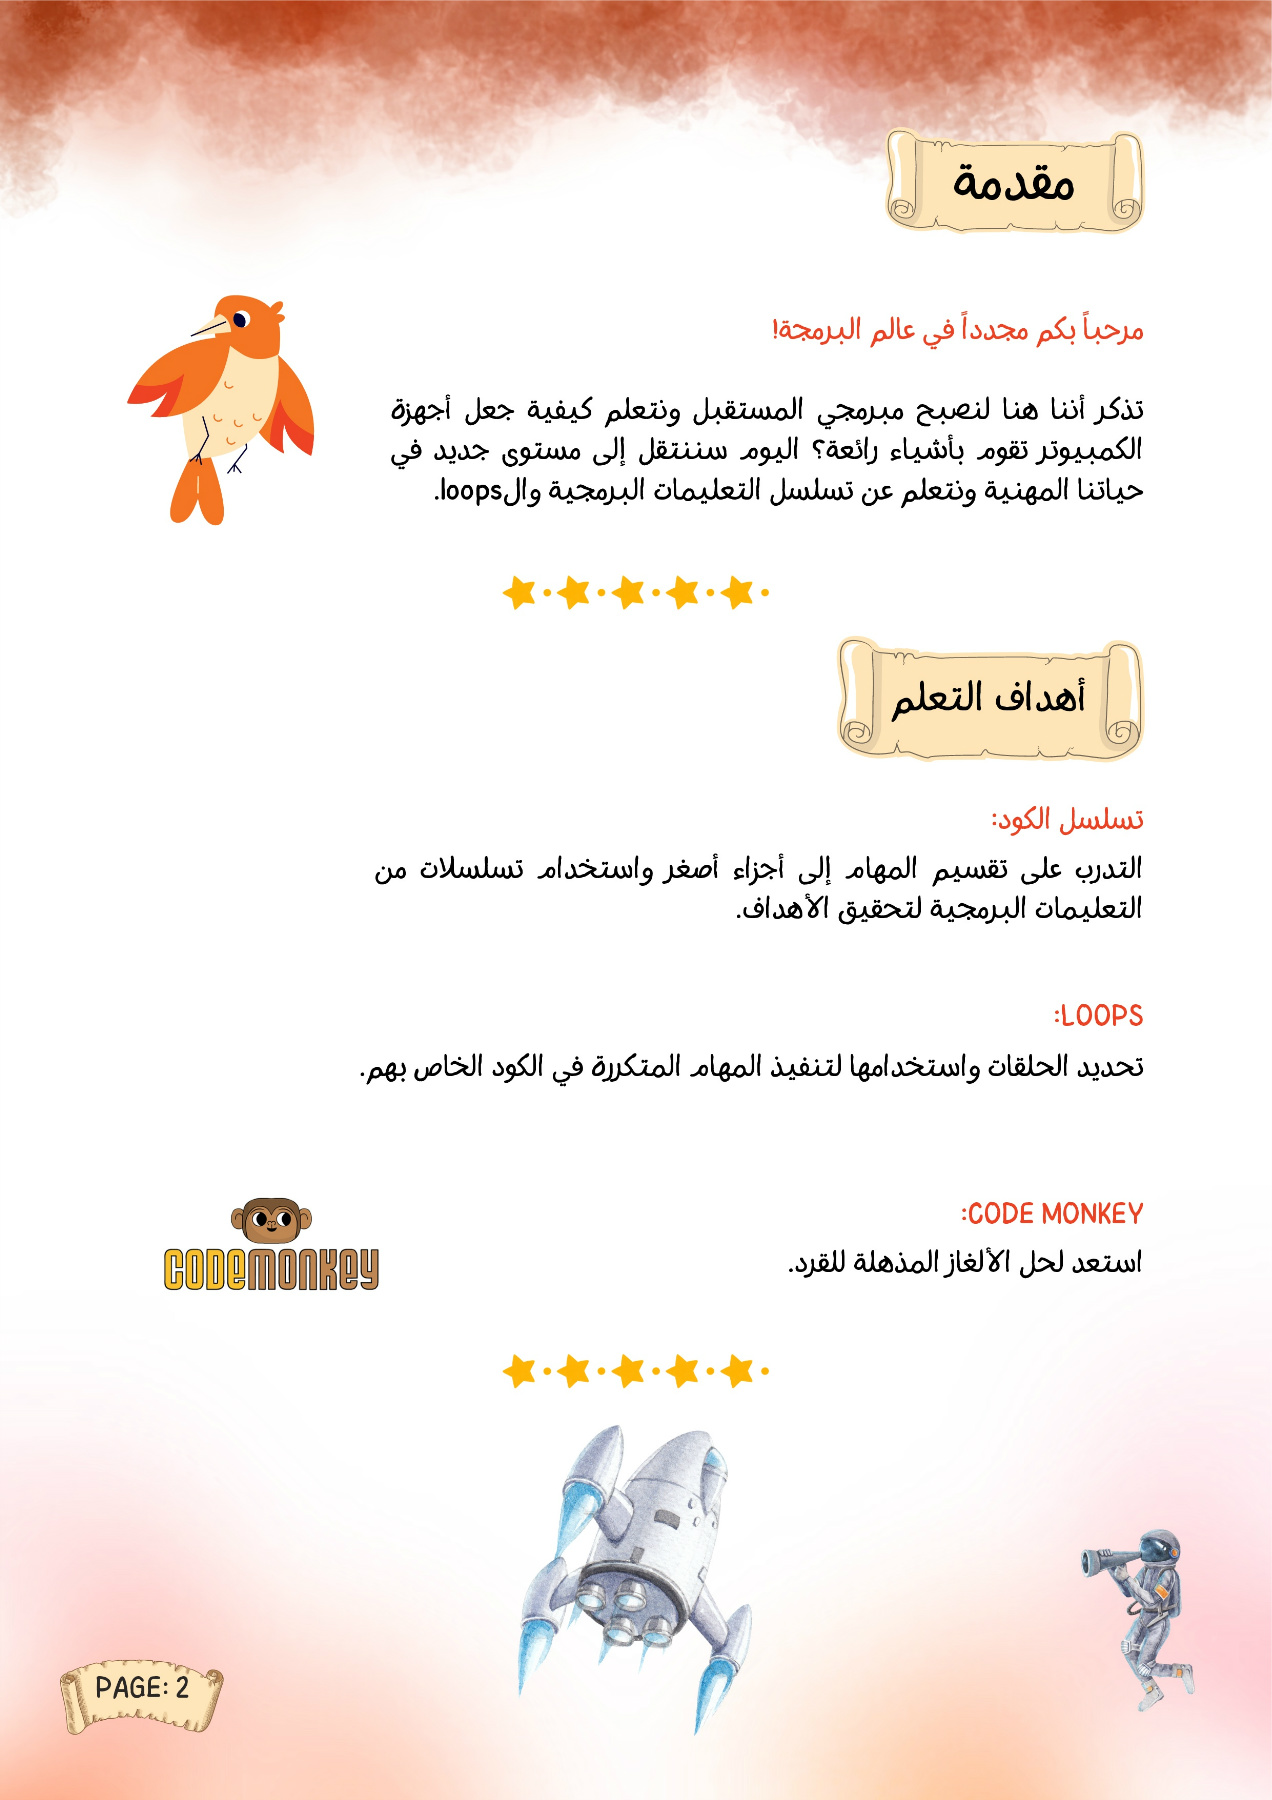 مقدمة
مرحباً بكم مجدداً في عالم البرمجة!
تذكر أننا هنا لنصبح مبرمجي المستقبل ونتعلم كيفية جعل أجهزة
الكمبيوتر تقوم بأشياء رائعة؟ اليوم سننتقل إلى مستوى جديد في
حياتنا المهنية ونتعلم عن تسلسل التعليمات البرمجية والloops.
أهداف التعلم
تسلسل الكود:
التدرب على تقسيم المهام إلى أجزاء أصغر واستخدام تسلسلات من
التعليمات البرمجية لتحقيق الأهداف.
LOOPS:
تحديد الحلقات واستخدامها لتنفيذ المهام المتكررة في الكود الخاص بهم.
CODE MONKEY:
استعد لحل الألغاز المذهلة للقرد.
CODEMONKEY
PAGE: 2